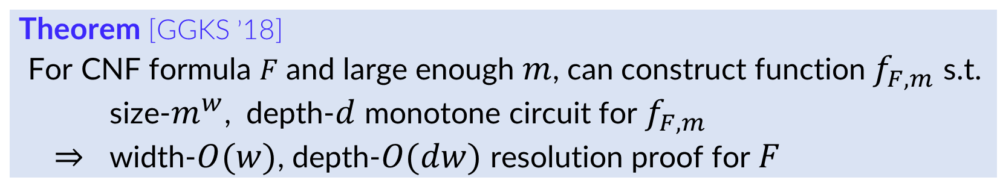 Theorem [GGKS ’18]
For CNF formula F and large enough m, can construct function f_{F,m} s.t.
size-m^w, depth-d monotone circuit for f_{F,m}
⇒ width-O(w), depth-O(dw) resolution proof for F